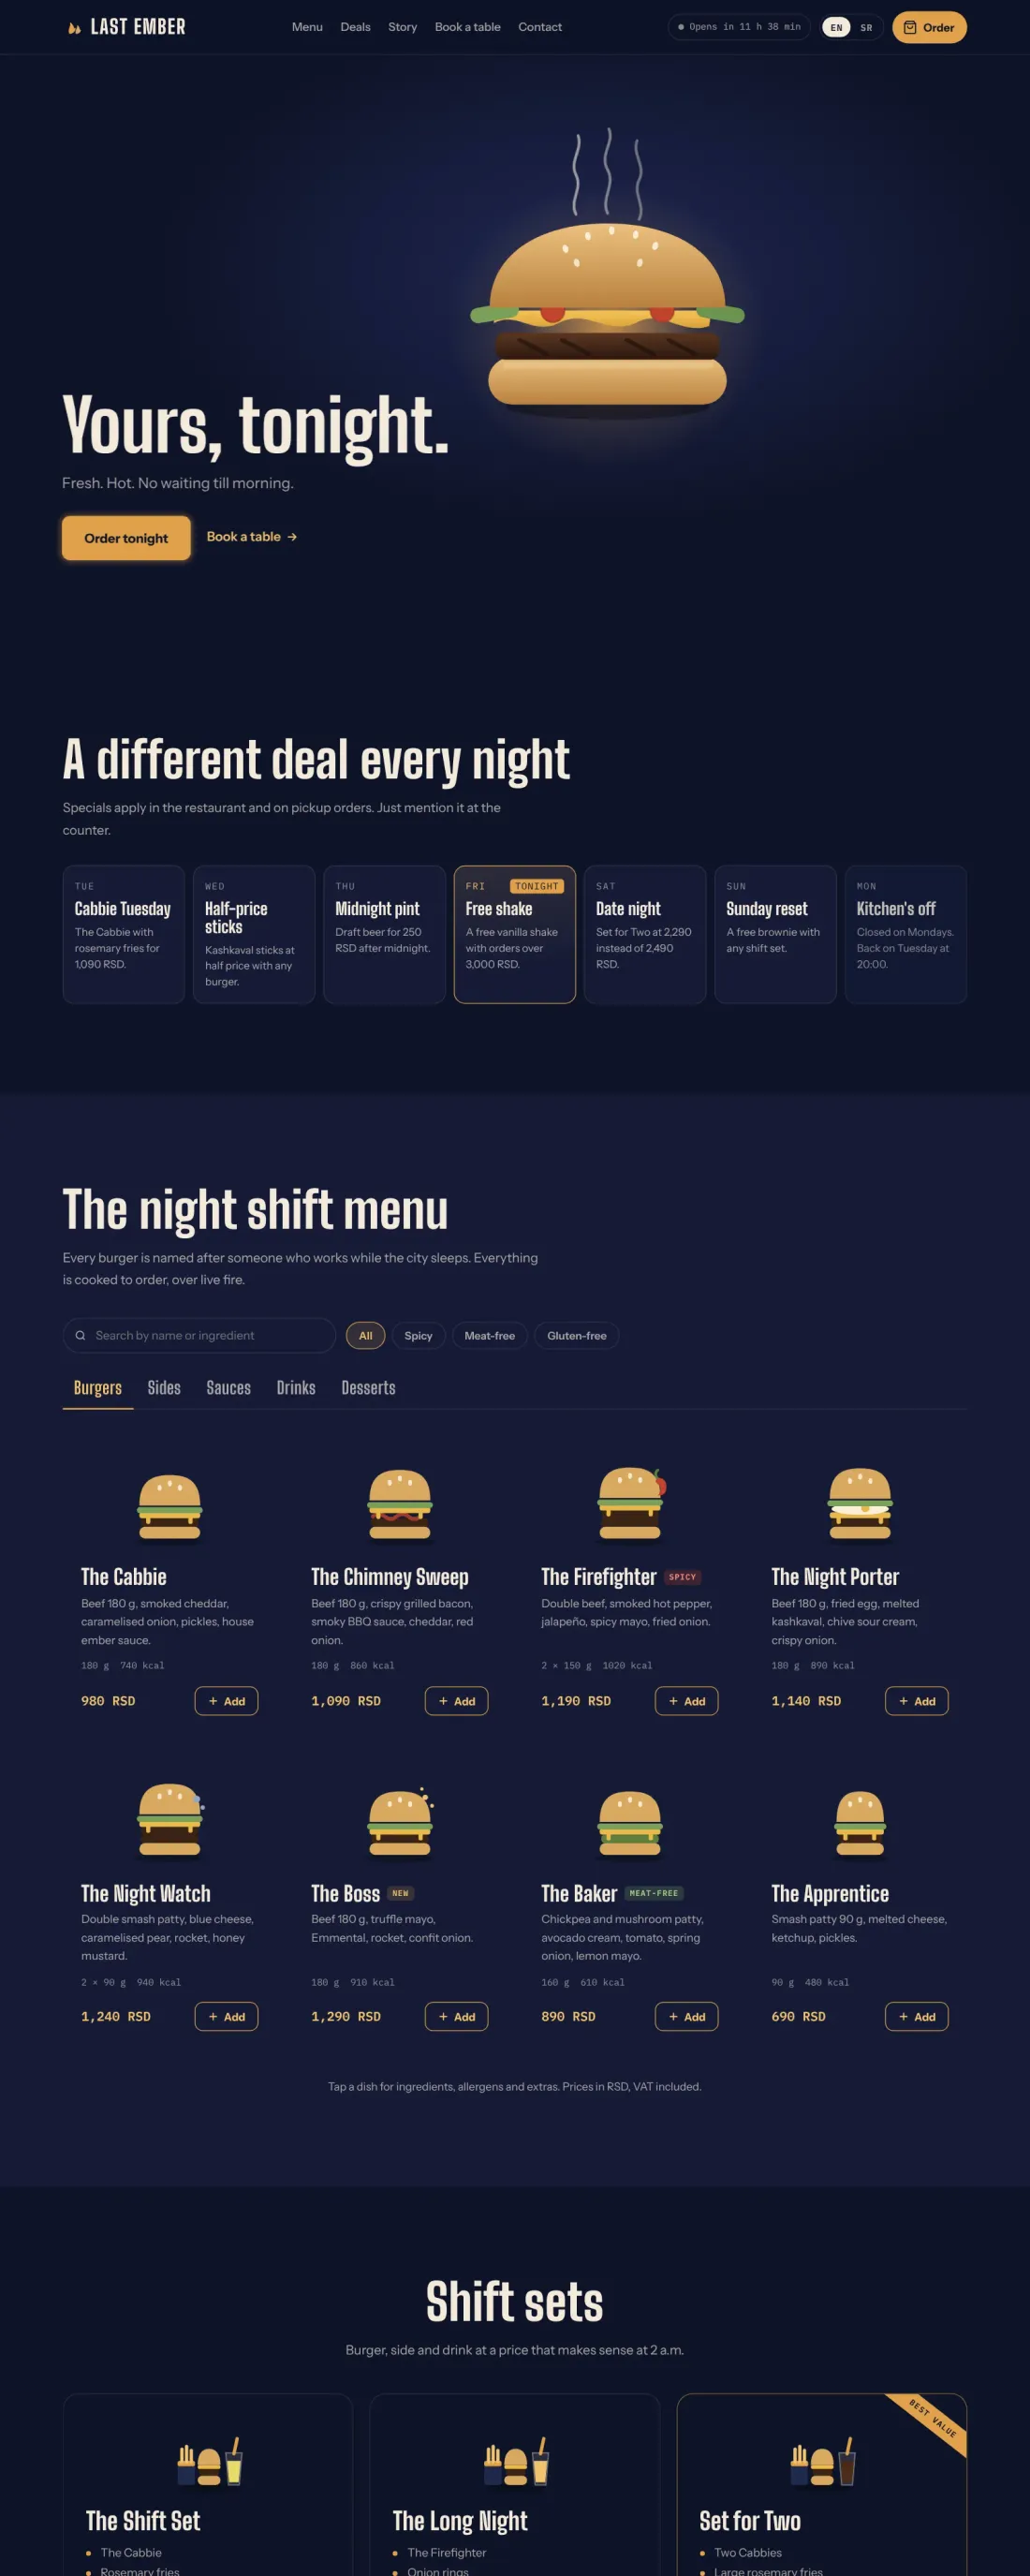 LAST EMBER
Menu Deals Story Book a table Contact
Opens in 11 h 38 min
EN SR
Order
Yours, tonight.
Fresh. Hot. No waiting till morning.
Order tonight
Book a table →
A different deal every night
Specials apply in the restaurant and on pickup orders. Just mention it at the
counter.
TUE
Cabbie Tuesday
The Cabbie with
rosemary fries for
1,090 RSD.
WED
Half-price
sticks
Kashkaval sticks at
half price with any
burger.
THU
Midnight pint
Draft beer for 250
RSD after midnight.
FRI TONIGHT
Free shake
A free vanilla shake
with orders over
3,000 RSD.
SAT
Date night
Set for Two at 2,290
instead of 2,490
RSD.
SUN
Sunday reset
A free brownie with
any shift set.
MON
Kitchen's off
Closed on Mondays.
Back on Tuesday at
20:00.
The night shift menu
Every burger is named after someone who works while the city sleeps. Everything
is cooked to order, over live fire.
Search by name or ingredient
All Spicy Meat-free Gluten-free
Burgers Sides Sauces Drinks Desserts
The Cabbie
Beef 180 g, smoked cheddar,
caramelised onion, pickles, house
ember sauce.
180 g 740 kcal
980 RSD
+ Add
The Chimney Sweep
Beef 180 g, crispy grilled bacon,
smoky BBQ sauce, cheddar, red
onion.
180 g 860 kcal
1,090 RSD
+ Add
The Firefighter SPICY
Double beef, smoked hot pepper,
jalapeño, spicy mayo, fried onion.
2 × 150 g 1020 kcal
1,190 RSD
+ Add
The Night Porter
Beef 180 g, fried egg, melted
kashkaval, chive sour cream,
crispy onion.
180 g 890 kcal
1,140 RSD
+ Add
The Night Watch
Double smash patty, blue cheese,
caramelised pear, rocket, honey
mustard.
2 × 90 g 940 kcal
1,240 RSD
+ Add
The Boss NEW
Beef 180 g, truffle mayo,
Emmental, rocket, confit onion.
180 g 910 kcal
1,290 RSD
+ Add
The Baker MEAT-FREE
Chickpea and mushroom patty,
avocado cream, tomato, spring
onion, lemon mayo.
160 g 610 kcal
890 RSD
+ Add
The Apprentice
Smash patty 90 g, melted cheese,
ketchup, pickles.
90 g 480 kcal
690 RSD
+ Add
Tap a dish for ingredients, allergens and extras. Prices in RSD, VAT included.
Shift sets
Burger, side and drink at a price that makes sense at 2 a.m.
The Shift Set
The Cabbie
Rosemary fries
The Long Night
The Firefighter
Onion rings
BEST VALUE
Set for Two
Two Cabbies
Large rosemary fries